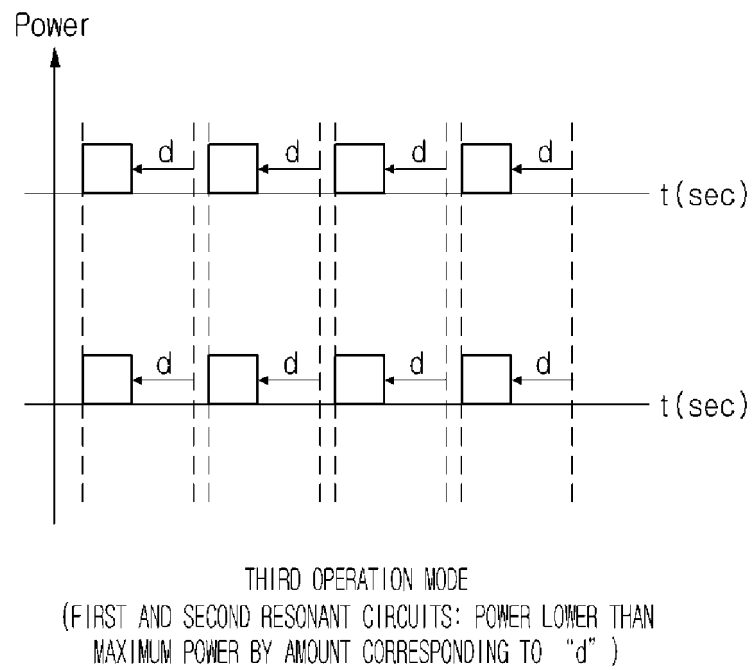 Power
d d d d
t(sec)
d d d d
t(sec)
THIRD OPERATION MODE
(FIRST AND SECOND RESONANT CIRCUITS: POWER LOWER THAN
MAXIMUM POWER BY AMOUNT CORRESPONDING TO “d”)